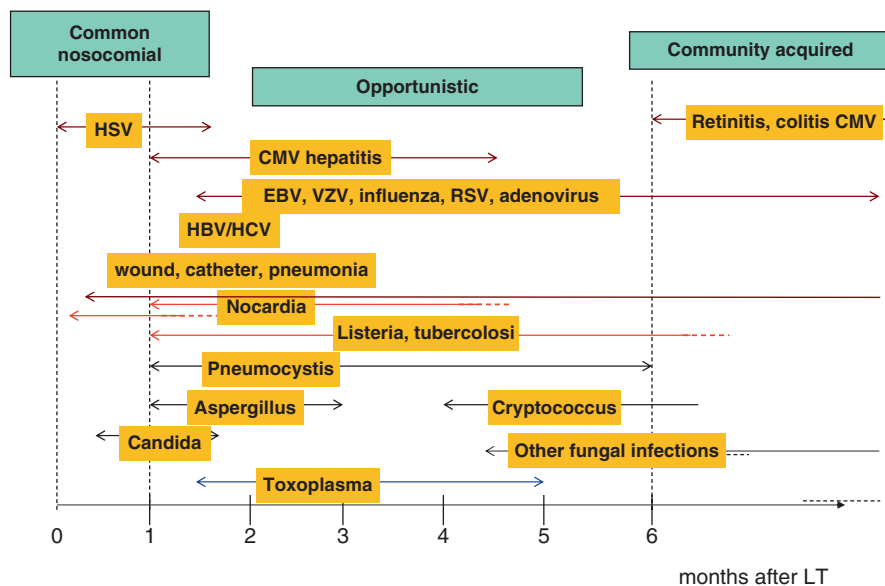 Common
nosocomial
Opportunistic
Community acquired
HSV
Retinitis, colitis CMV
CMV hepatitis
EBV, VZV, influenza, RSV, adenovirus
HBV/HCV
wound, catheter, pneumonia
Nocardia
Listeria, tubercolosi
Pneumocystis
Aspergillus
Cryptococcus
Candida
Other fungal infections
Toxoplasma
0 1 2 3 4 5 6
months after LT